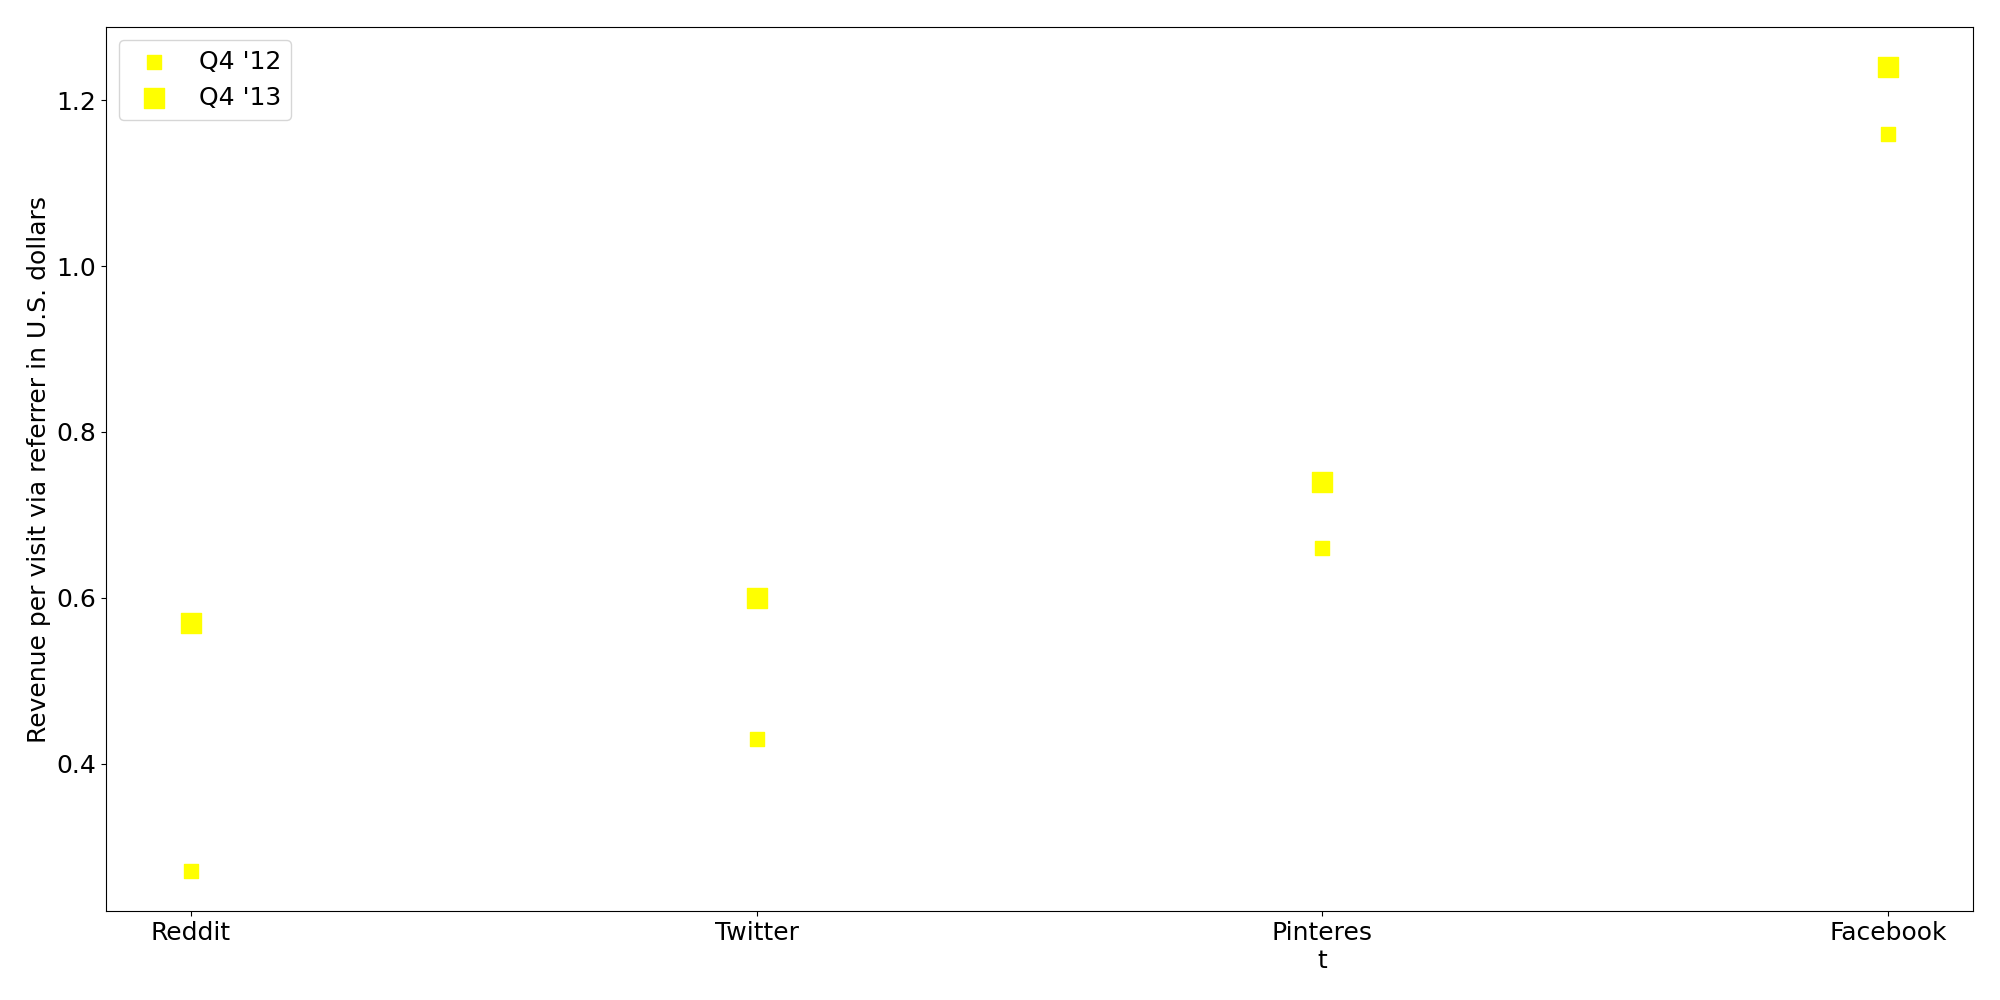 Q4 '12
Q4 '13
Revenue per visit via referrer in U.S. dollars
1.2
1.0
0.8
0.6
0.4
Reddit
Twitter
Pinteres
t
Facebook